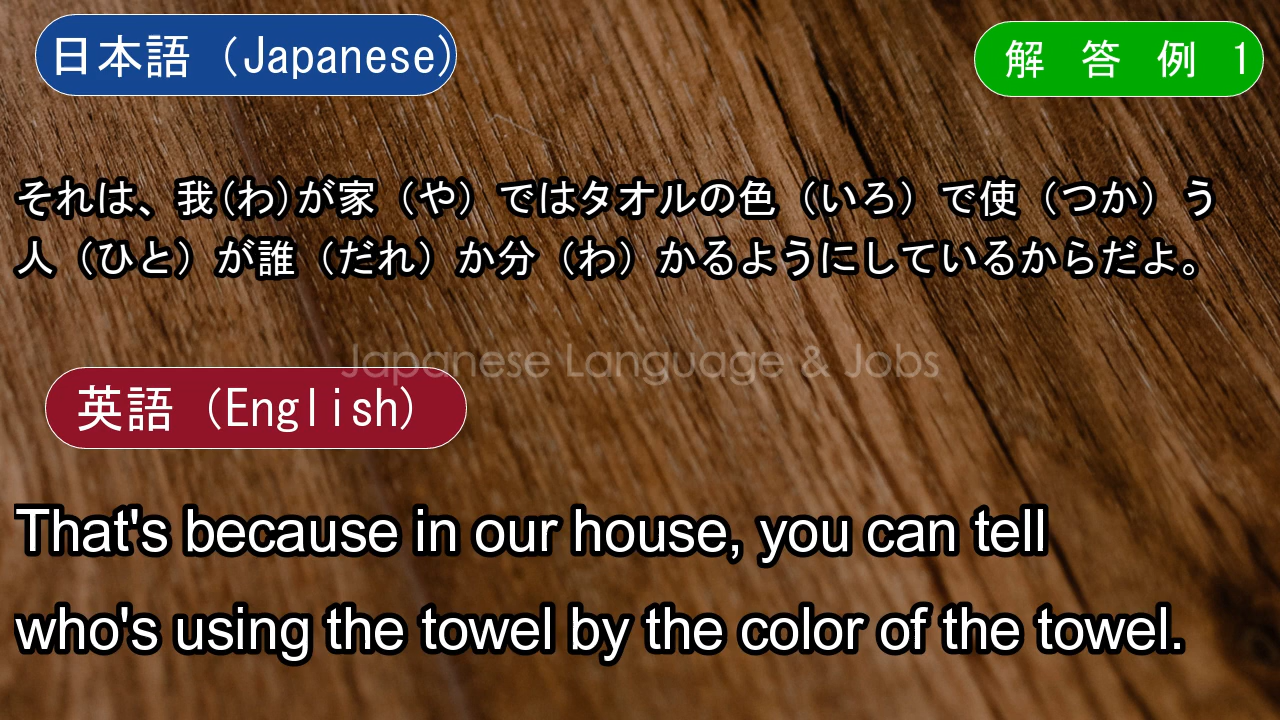 日本語（Japanese）
解答例 1
それは、我(わ)が家（や）ではタオルの色（いろ）で使（つか）う
人（ひと）が誰（だれ）か分（わ）かるようにしているからだよ。
Japanese Language & Jobs
英語（English）
That's because in our house, you can tell
who's using the towel by the color of the towel.